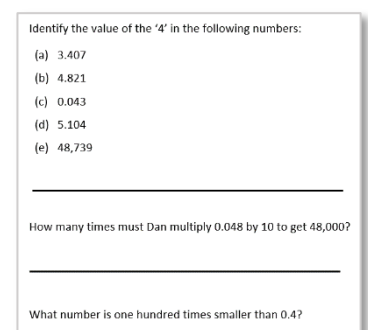 Identify the value of the ‘4’ in the following numbers:
(a) 3.407
(b) 4.821
(c) 0.043
(d) 5.104
(e) 48,739
How many times must Dan multiply 0.048 by 10 to get 48,000?
What number is one hundred times smaller than 0.4?